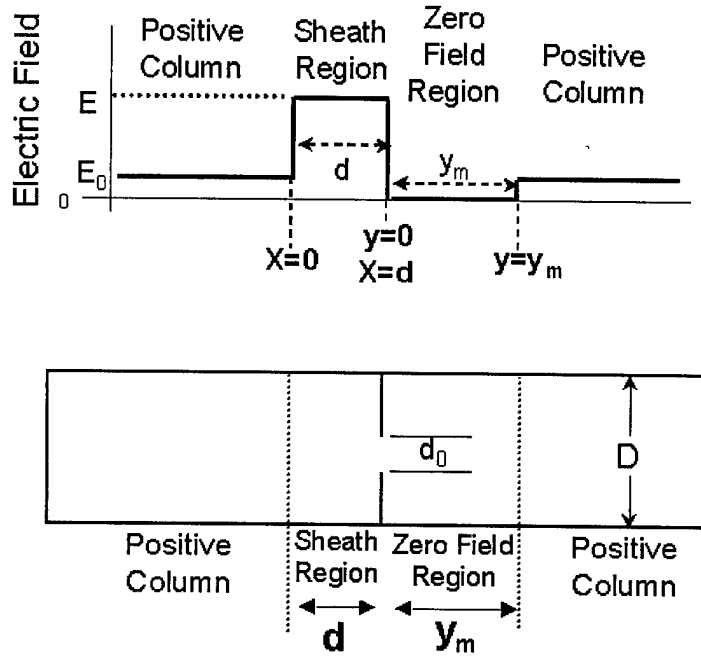 Electric Field
Positive
Column
Sheath
Region
Zero
Field
Region
Positive
Column
E
E0
0
d
ym
X=0
y=0
X=d
y=ym
d0
D
Positive
Column
Sheath
Region
Zero Field
Region
Positive
Column
d
ym